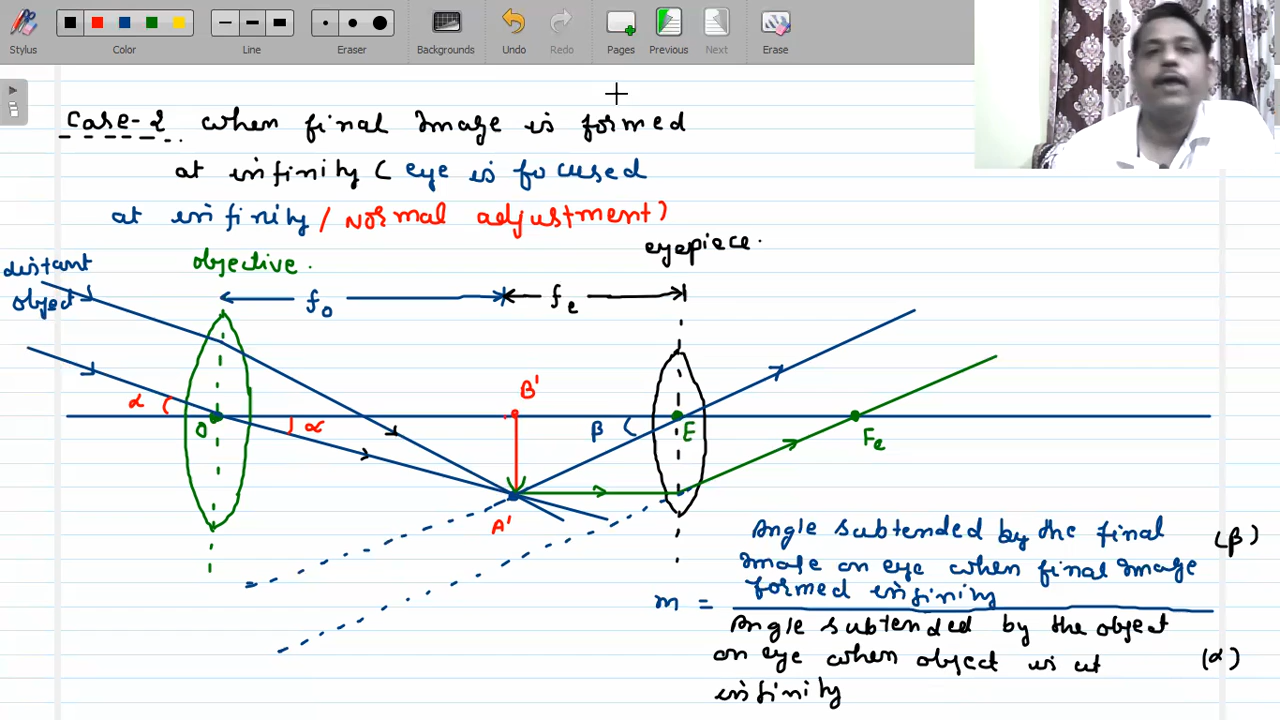 Stylus
Color
Line
Eraser
Backgrounds
Undo
Redo
Pages
Previous
Next
Erase
Case-2 when final Image is formed
at infinity ( eye is focused
at infinity / Normal adjustment)
eyepiece.
distant
object
objective.
fo
fe
B'
α
α
O
β
E
Fe
A'
Angle subtended by the final
Image on eye when final Image
formed infinity
(β)
m =
Angle subtended by the object
on eye when object is at
infinity
(α)